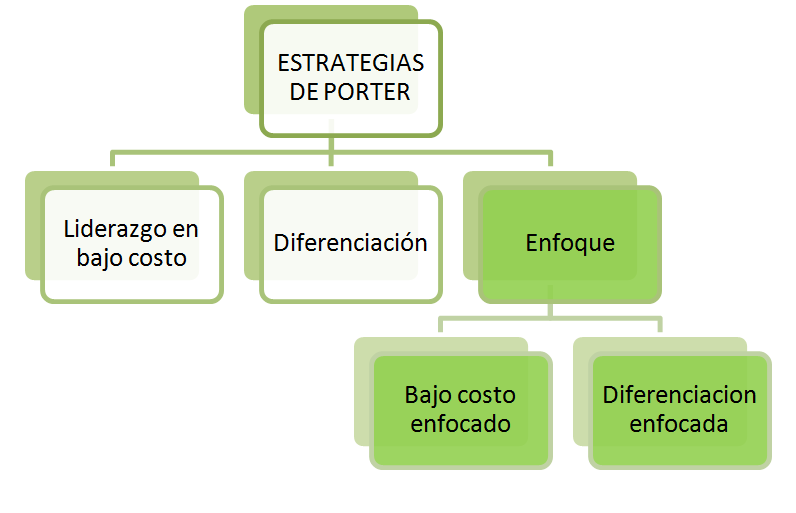 ESTRATEGIAS
DE PORTER
Liderazgo en
bajo costo
Diferenciación
Enfoque
Bajo costo
enfocado
Diferenciacion
enfocada